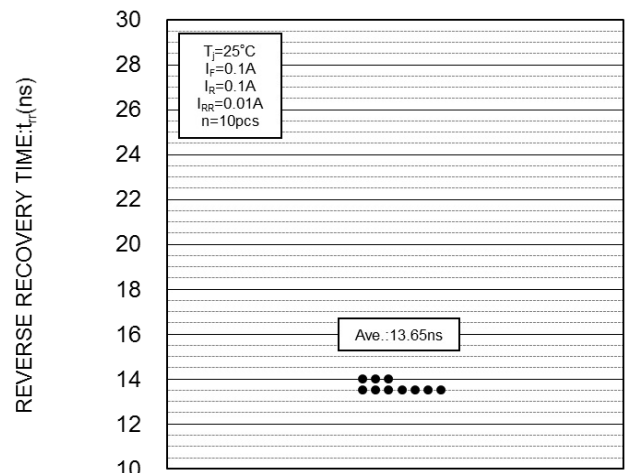 REVERSE RECOVERY TIME:trr(ns)
30
28
26
24
22
20
18
16
14
12
10
Tj=25°C
IF=0.1A
IR=0.1A
IRR=0.01A
n=10pcs
Ave.:13.65ns